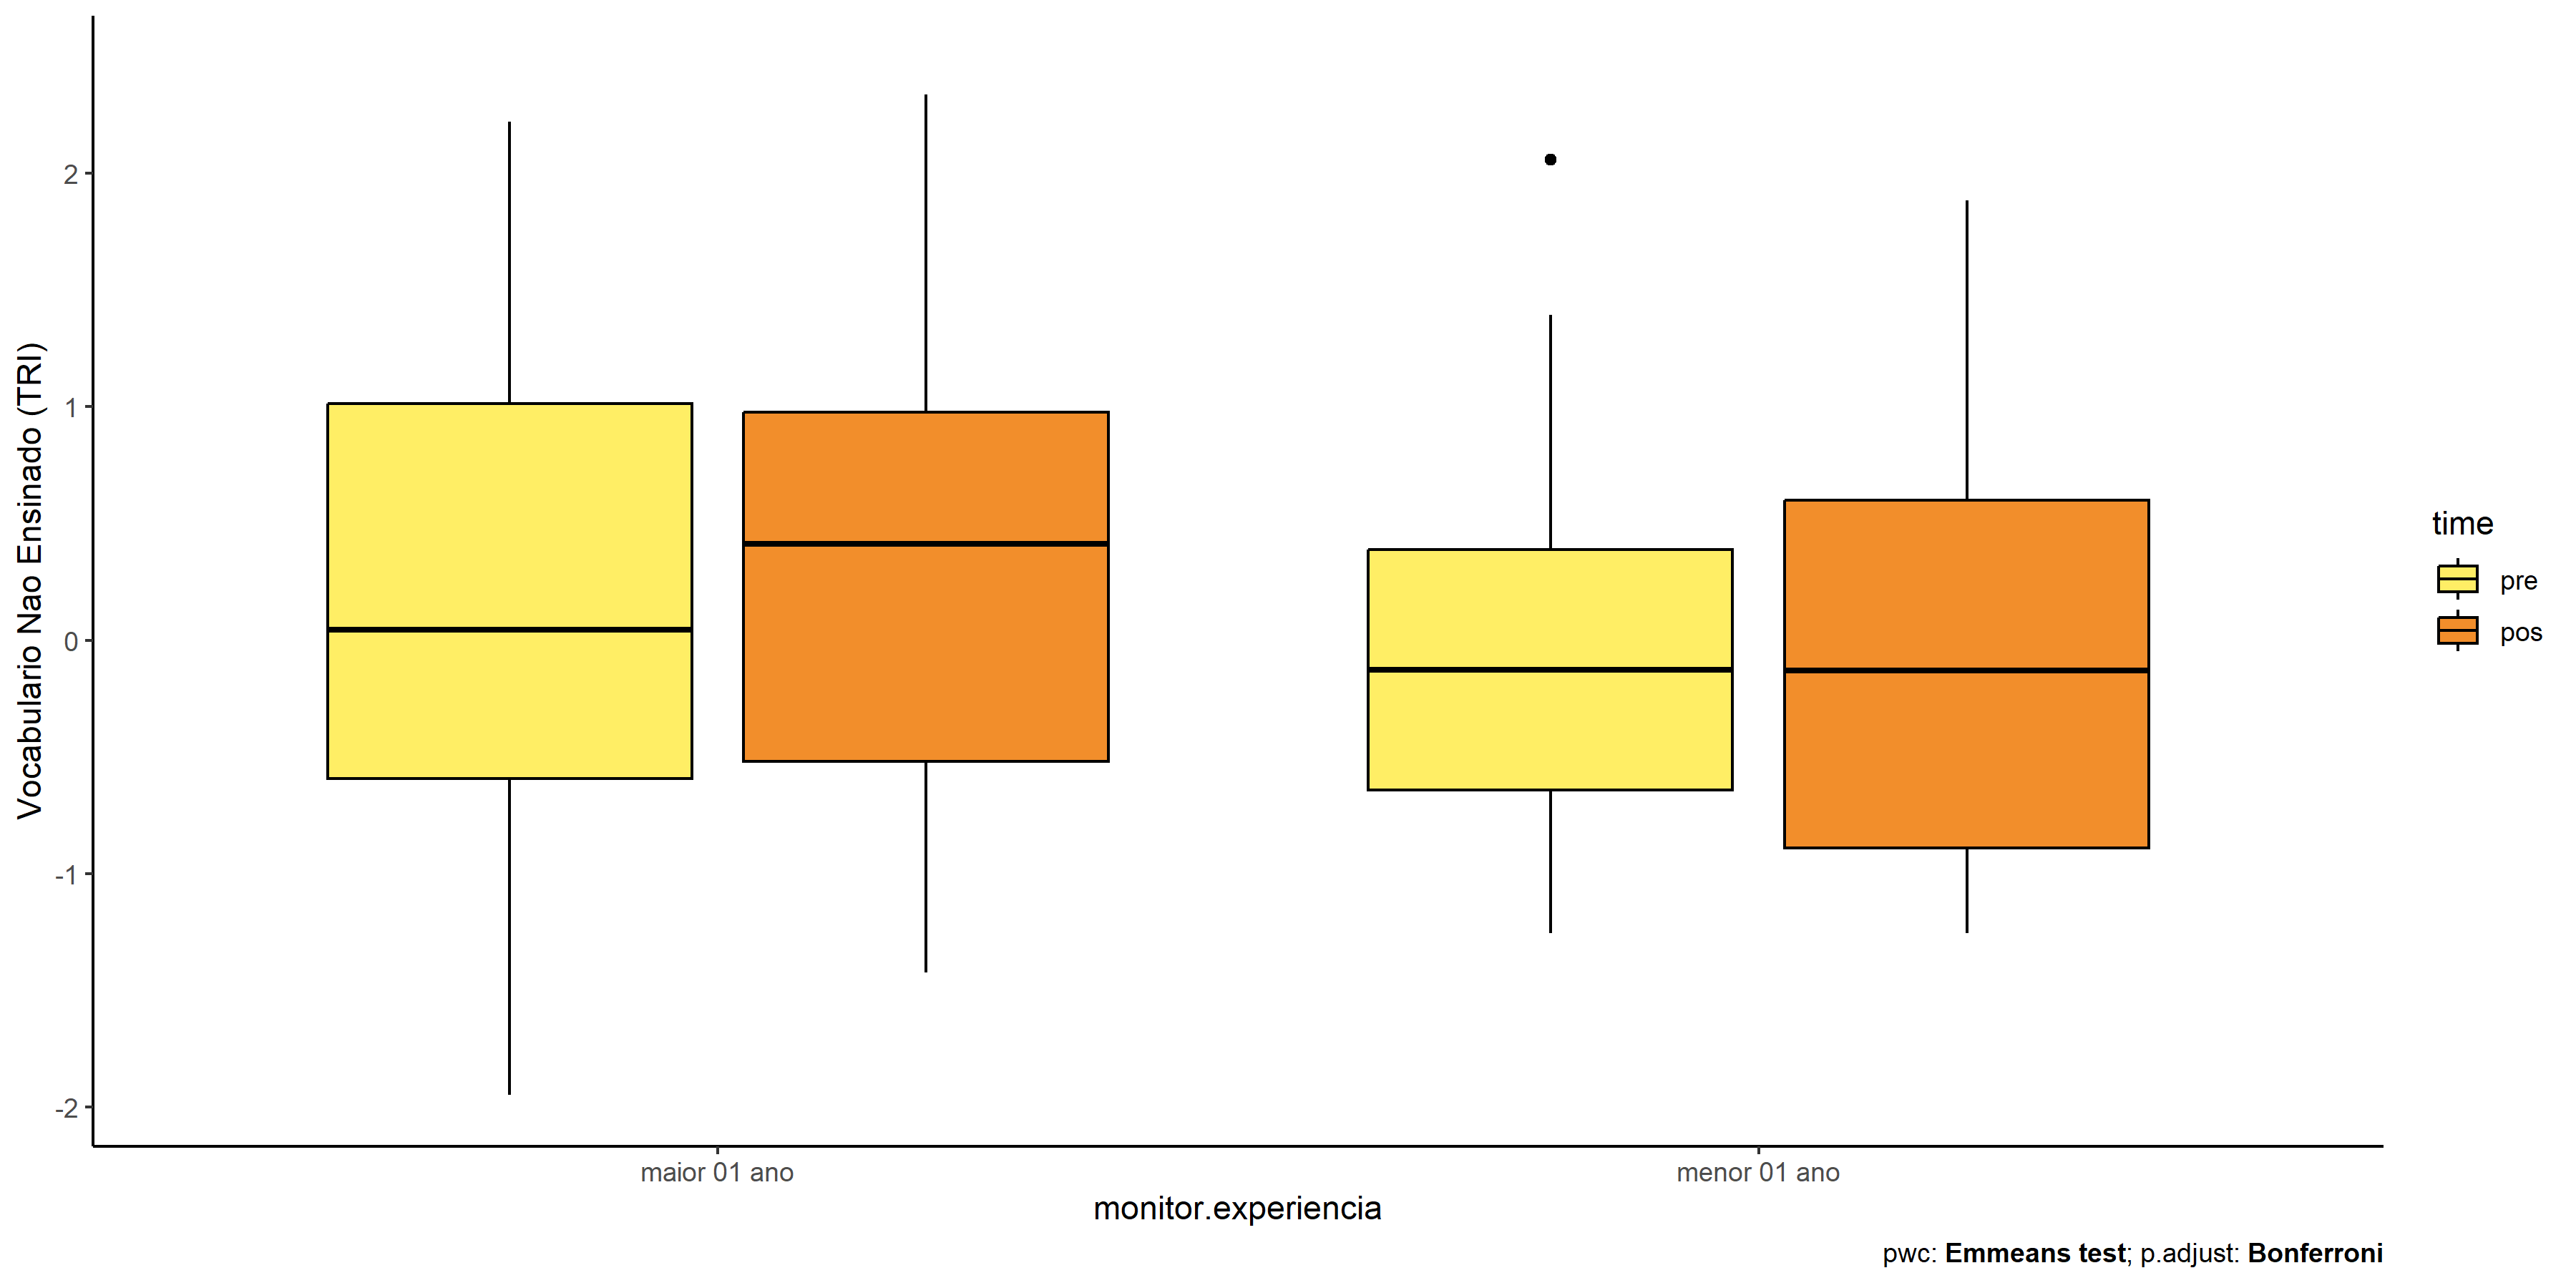 Vocabulario Nao Ensinado (TRI)
2
1
0
-1
-2
maior 01 ano
menor 01 ano
monitor.experiencia
time
pre
pos
pwc: Emmeans test; p.adjust: Bonferroni